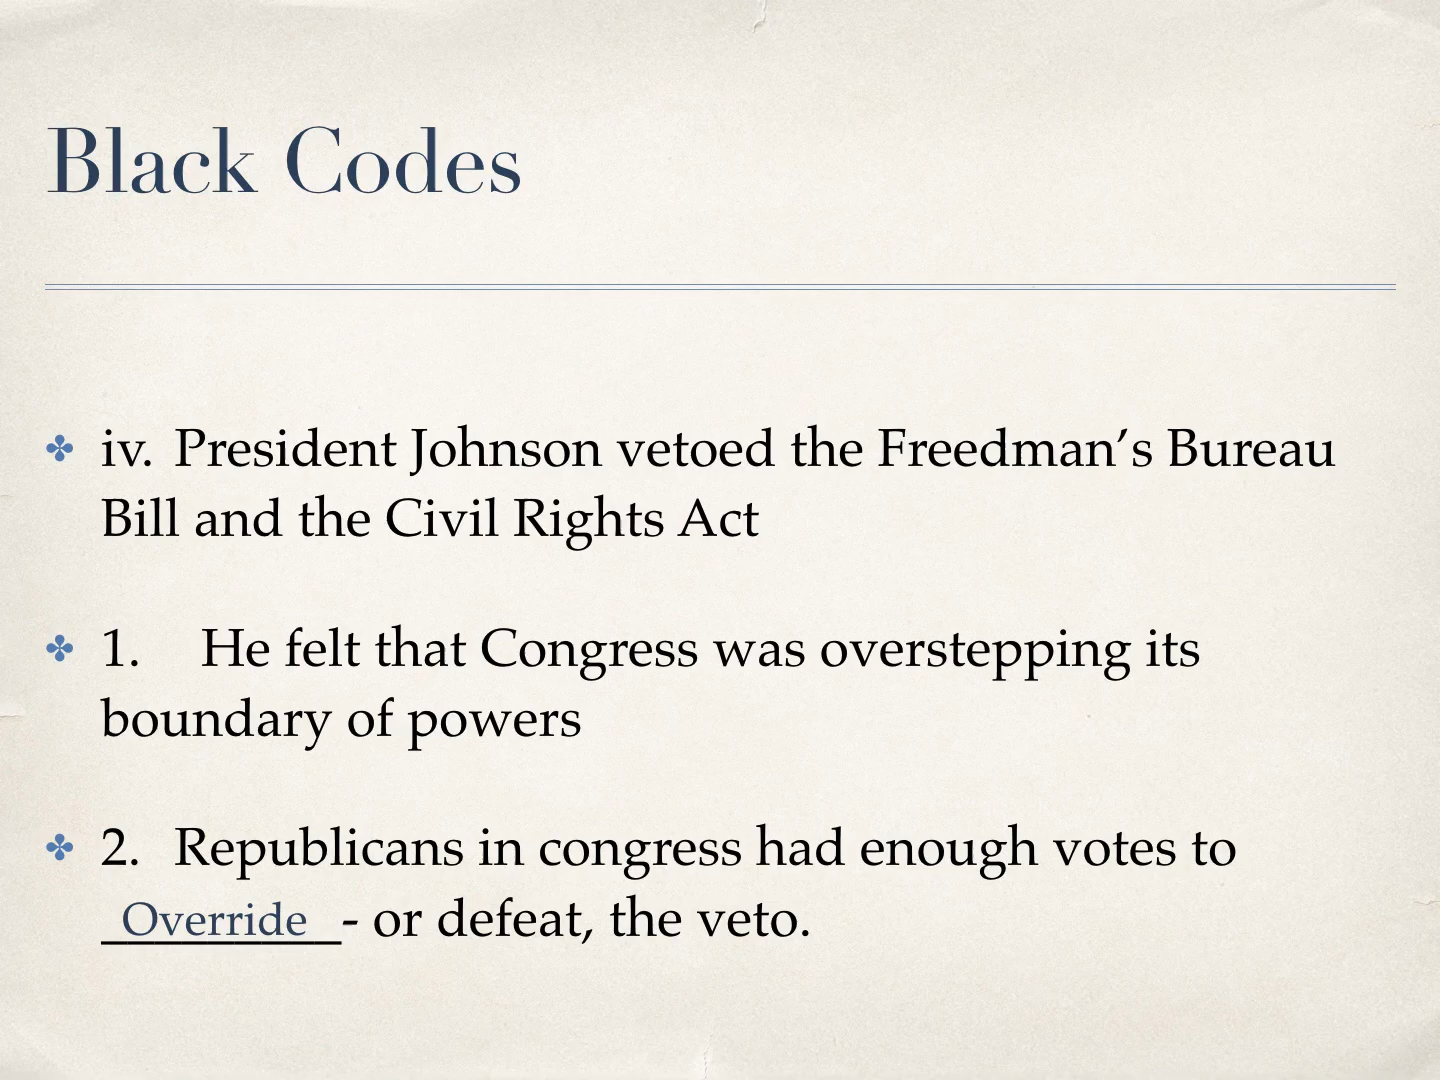 Black Codes
iv. President Johnson vetoed the Freedman’s Bureau
Bill and the Civil Rights Act
1. He felt that Congress was overstepping its
boundary of powers
2. Republicans in congress had enough votes to
_Override_- or defeat, the veto.